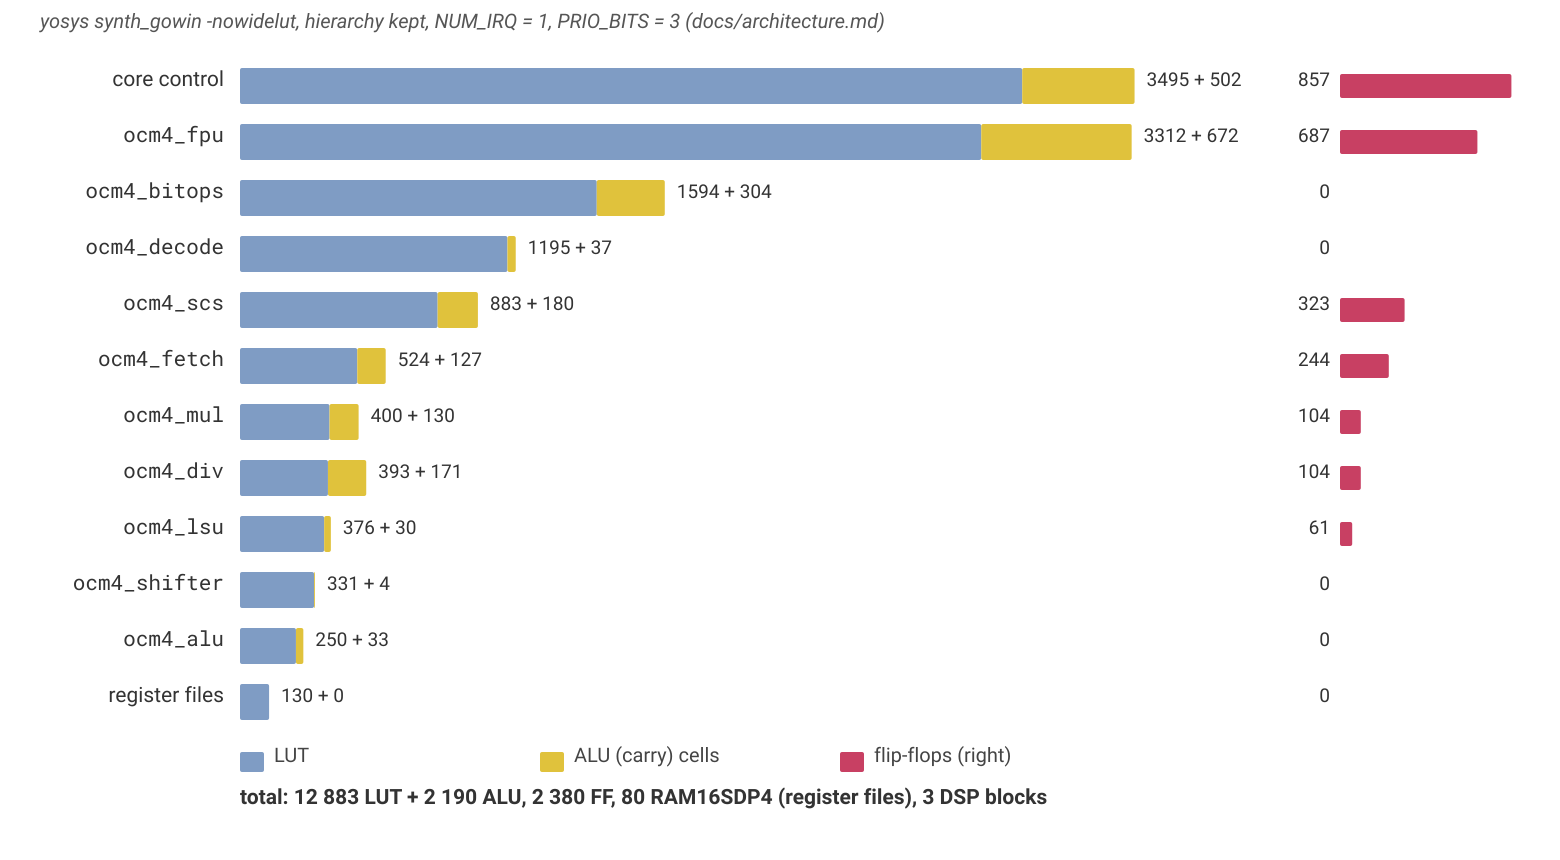 yosys synth_gowin -nowidelut, hierarchy kept, NUM_IRQ = 1, PRIO_BITS = 3 (docs/architecture.md)
core control 3495 + 502 857
ocm4_fpu 3312 + 672 687
ocm4_bitops 1594 + 304 0
ocm4_decode 1195 + 37 0
ocm4_scs 883 + 180 323
ocm4_fetch 524 + 127 244
ocm4_mul 400 + 130 104
ocm4_div 393 + 171 104
ocm4_lsu 376 + 30 61
ocm4_shifter 331 + 4 0
ocm4_alu 250 + 33 0
register files 130 + 0 0
LUT ALU (carry) cells flip-flops (right)
total: 12 883 LUT + 2 190 ALU, 2 380 FF, 80 RAM16SDP4 (register files), 3 DSP blocks